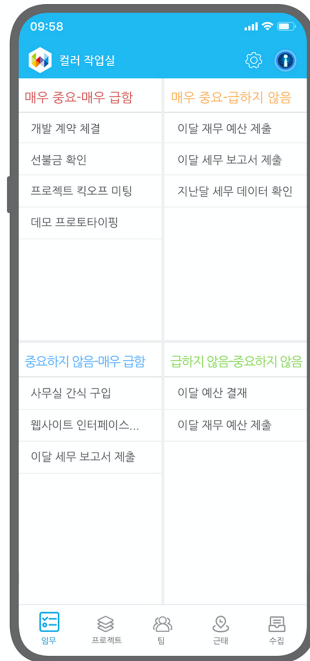 09:58
컬러 작업실
매우 중요-매우 급함
개발 계약 체결
선불금 확인
프로젝트 킥오프 미팅
데모 프로토타이핑
매우 중요-급하지 않음
이달 재무 예산 제출
이달 세무 보고서 제출
지난달 세무 데이터 확인
중요하지 않음-매우 급함
사무실 간식 구입
웹사이트 인터페이스...
이달 세무 보고서 제출
급하지 않음-중요하지 않음
이달 예산 결재
이달 재무 예산 제출
임무
프로젝트
팀
근태
수집